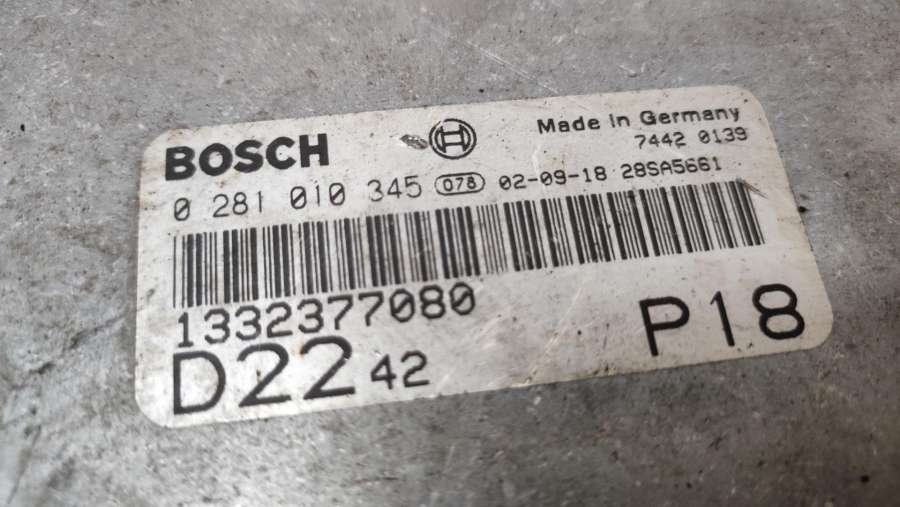 BOSCH
Made in Germany
7442 0139
0 281 010 345 078 02-09-18 28SA5661
1332377080
D22 42
P18